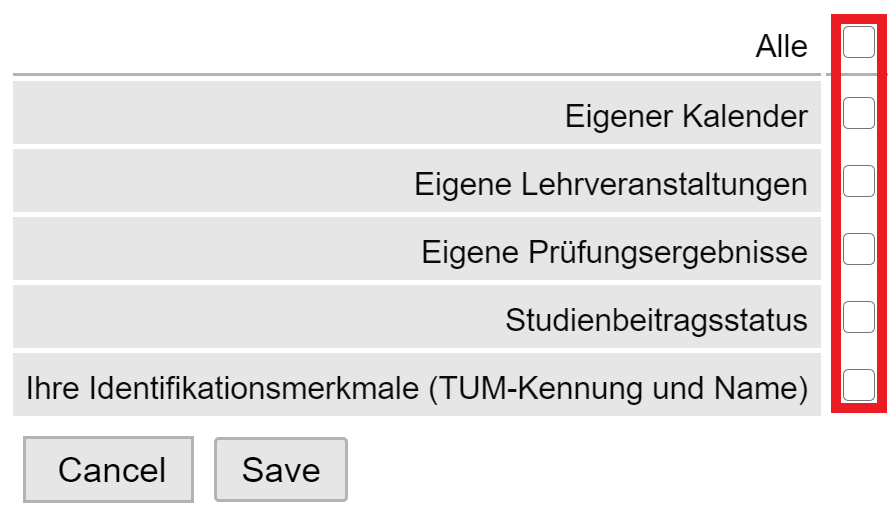 Alle
Eigener Kalender
Eigene Lehrveranstaltungen
Eigene Prüfungsergebnisse
Studienbeitragsstatus
Ihre Identifikationsmerkmale (TUM-Kennung und Name)
Cancel Save